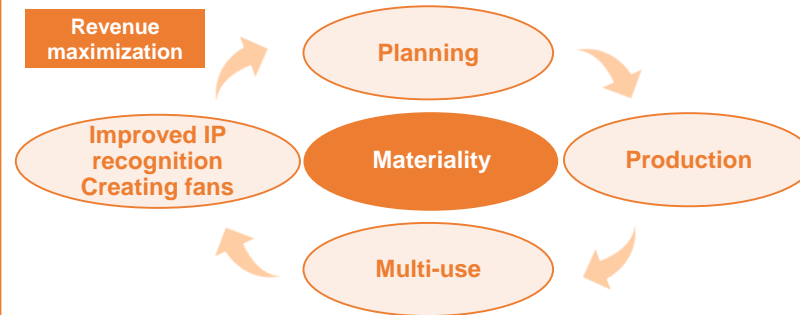 Revenue
maximization
Planning
Improved IP
recognition
Creating fans
Materiality
Production
Multi-use